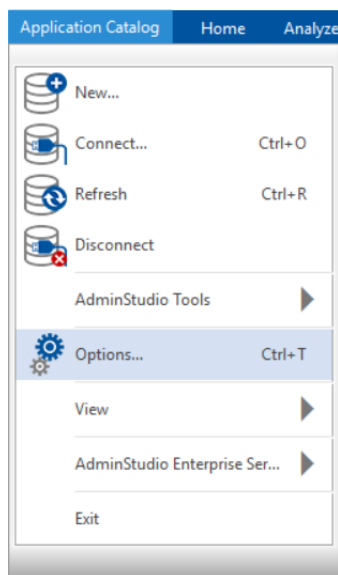 Application Catalog Home Analyze
New...
Connect... Ctrl+O
Refresh Ctrl+R
Disconnect
AdminStudio Tools
Options... Ctrl+T
View
AdminStudio Enterprise Ser...
Exit